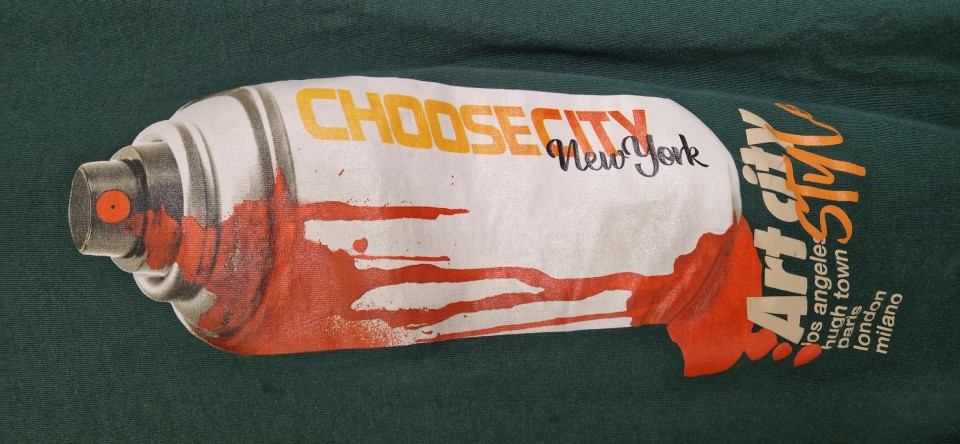 CHOOSECITY
New York
Art city
Style
los angeles
hugh town
paris
london
milano